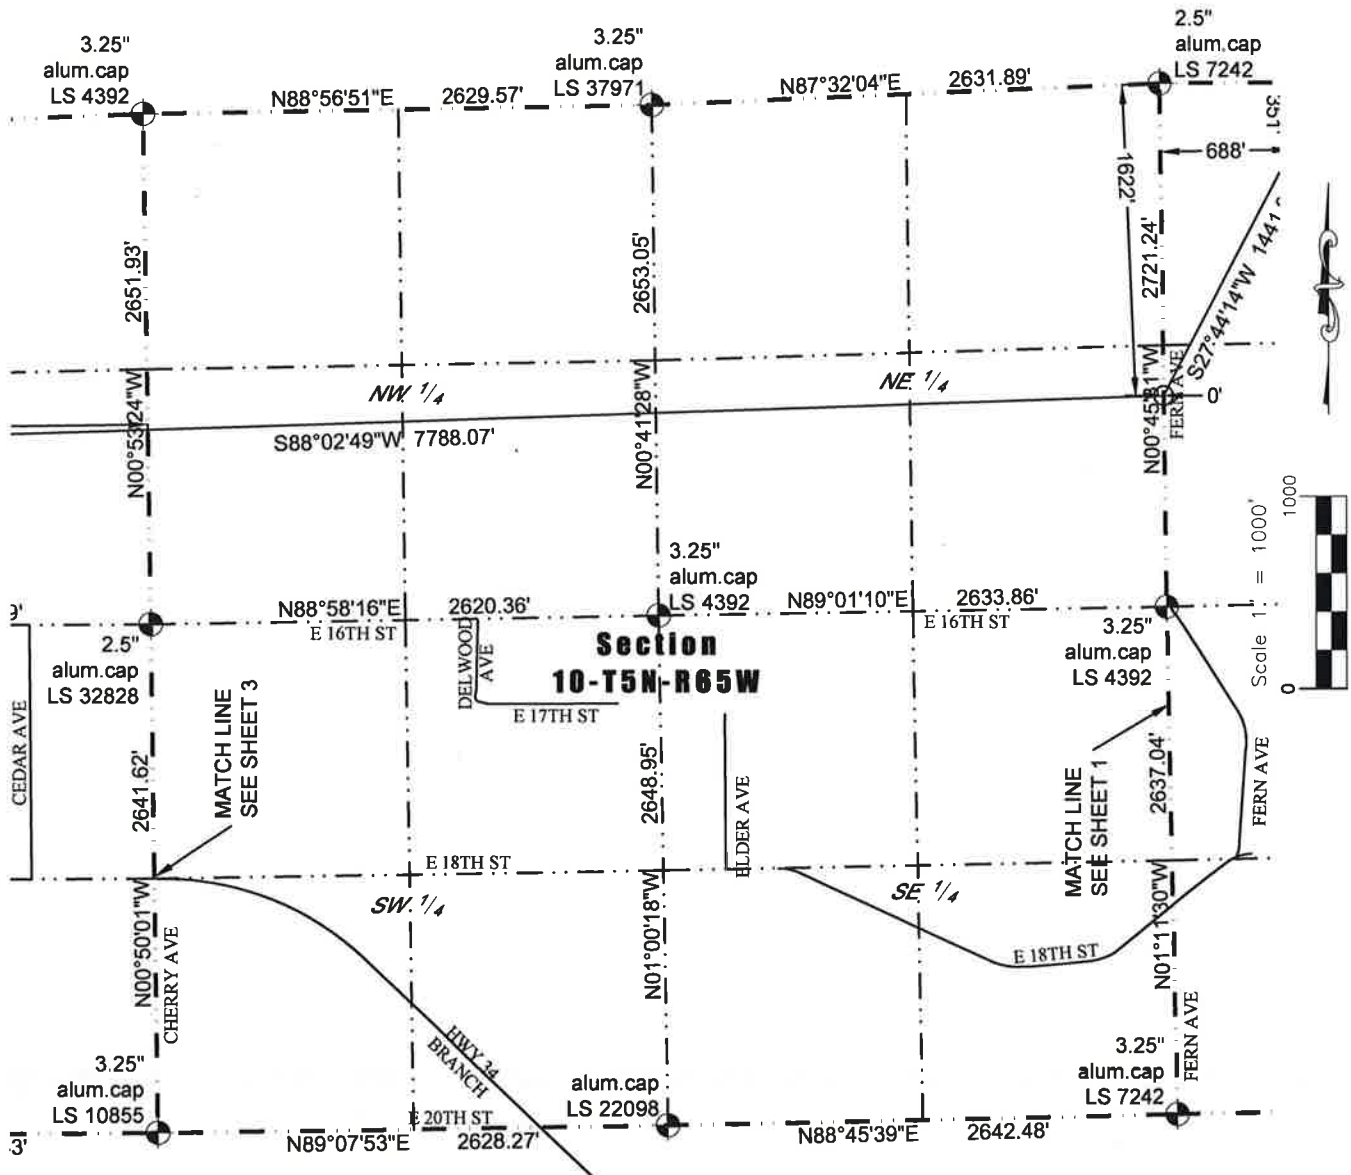 3.25"
alum.cap
LS 4392
3.25"
alum.cap
LS 37971
2.5"
alum.cap
LS 7242
N88°56'51"E 2629.57'
N87°32'04"E 2631.89'
351'
688'
1622'
2651.93'
2653.05'
2721.24'
S27°44'14"W 1441
NW 1/4
NE 1/4
N00°53'24"W
N00°41'28"W
N00°45'31"W
FERN AVE
0'
S88°02'49"W 7788.07'
1000
Scale 1" = 1000'
0
3.25"
alum.cap
LS 4392
9'
N88°58'16"E 2620.36'
N89°01'10"E 2633.86'
E 16TH ST
E 16TH ST
2.5"
alum.cap
LS 32828
3.25"
alum.cap
LS 4392
Section
10-T5N-R65W
DELWOOD
AVE
E 17TH ST
CEDAR AVE
MATCH LINE
SEE SHEET 3
2641.62'
2648.95'
ELDER AVE
MATCH LINE
SEE SHEET 1
2637.04'
FERN AVE
E 18TH ST
SW 1/4
SE 1/4
N00°50'01"W
N01°00'18"W
N01°11'30"W
E 18TH ST
CHERRY AVE
HWY 34
BRANCH
FERN AVE
3.25"
alum.cap
LS 10855
alum.cap
LS 22098
3.25"
alum.cap
LS 7242
E 20TH ST
3'
N89°07'53"E 2628.27'
N88°45'39"E 2642.48'